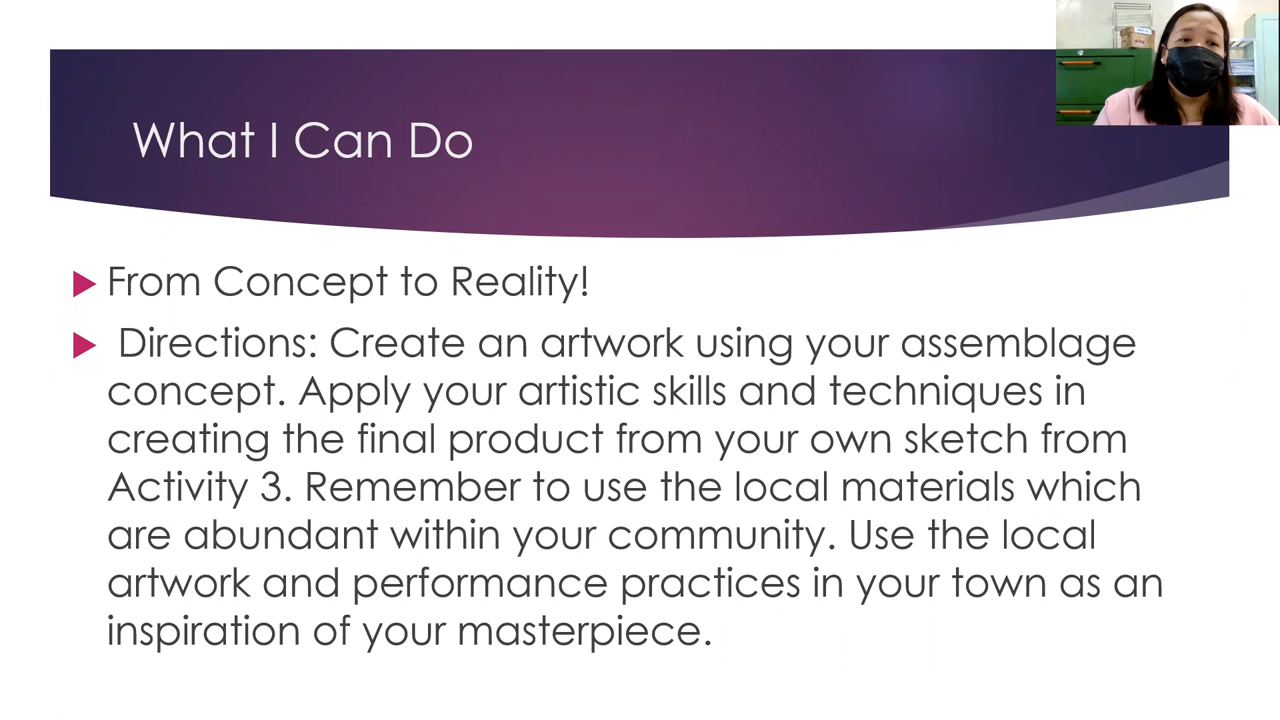 What I Can Do
From Concept to Reality!
Directions: Create an artwork using your assemblage
concept. Apply your artistic skills and techniques in
creating the final product from your own sketch from
Activity 3. Remember to use the local materials which
are abundant within your community. Use the local
artwork and performance practices in your town as an
inspiration of your masterpiece.